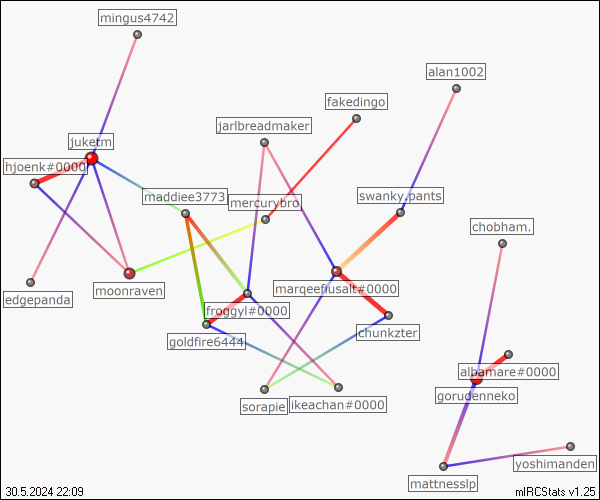 mingus4742
alan1002
fakedingo
jarlbreadmaker
juketm
hjoenk#0000
maddiee3773
mercurybro.
swanky.pants
chobham.
edgepanda
moonraven
marqeefiusalt#0000
froggyl#0000
goldfire6444
chunkzter
albamare#0000
gorudenneko
sorapie
ikeachan#0000
yoshimanden
mattnesslp
30.5.2024 22:09
mIRCStats v1.25